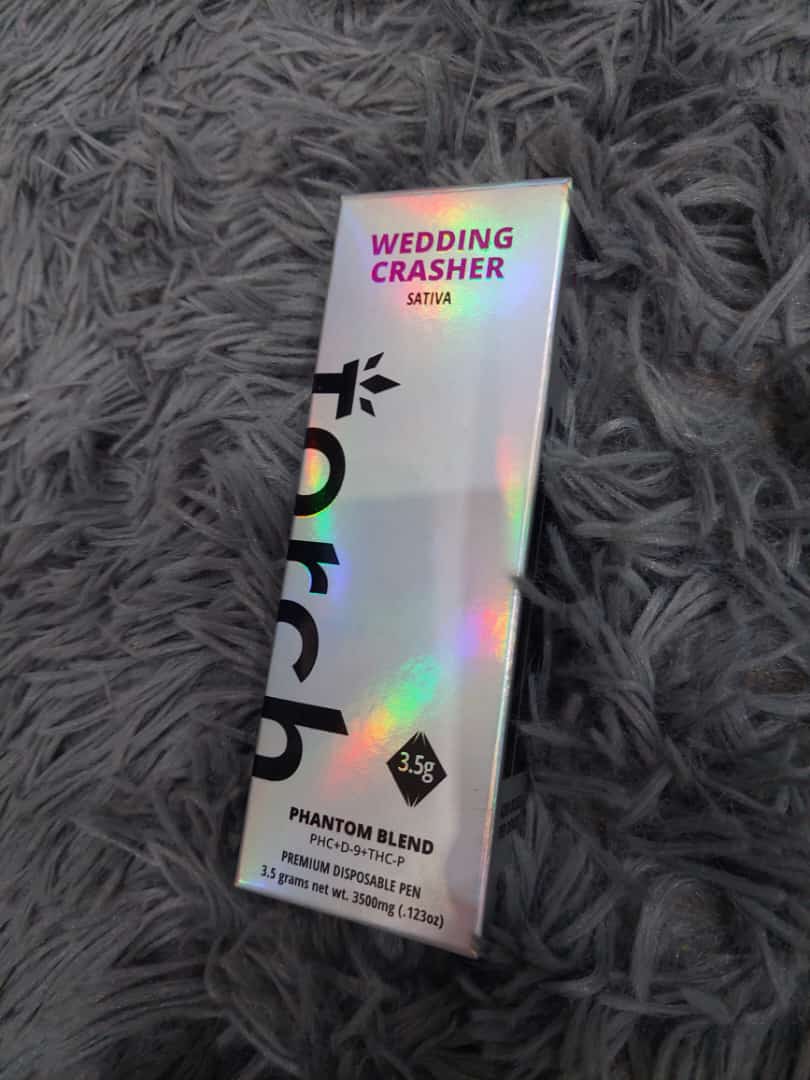 WEDDING
CRASHER
SATIVA
Torch
3.5g
PHANTOM BLEND
PHC+D-9+THC-P
PREMIUM DISPOSABLE PEN
3.5 grams net wt. 3500mg (.123oz)